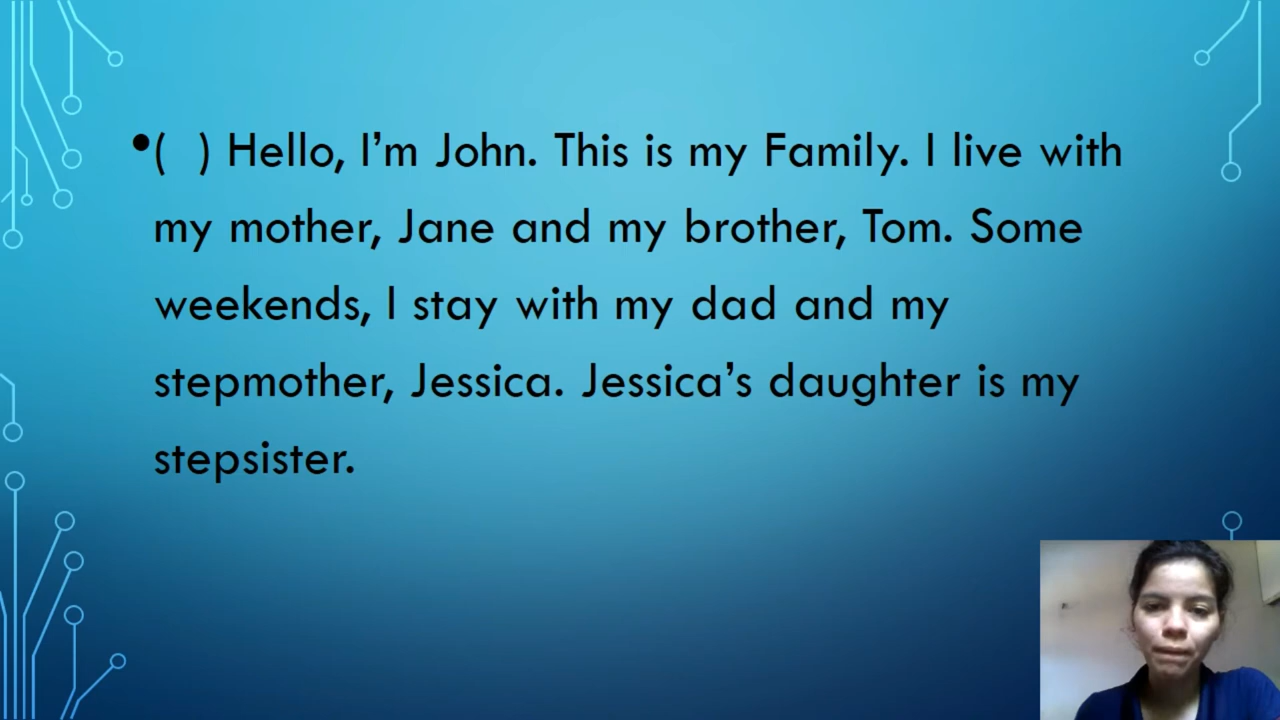 •( ) Hello, I’m John. This is my Family. I live with
my mother, Jane and my brother, Tom. Some
weekends, I stay with my dad and my
stepmother, Jessica. Jessica’s daughter is my
stepsister.